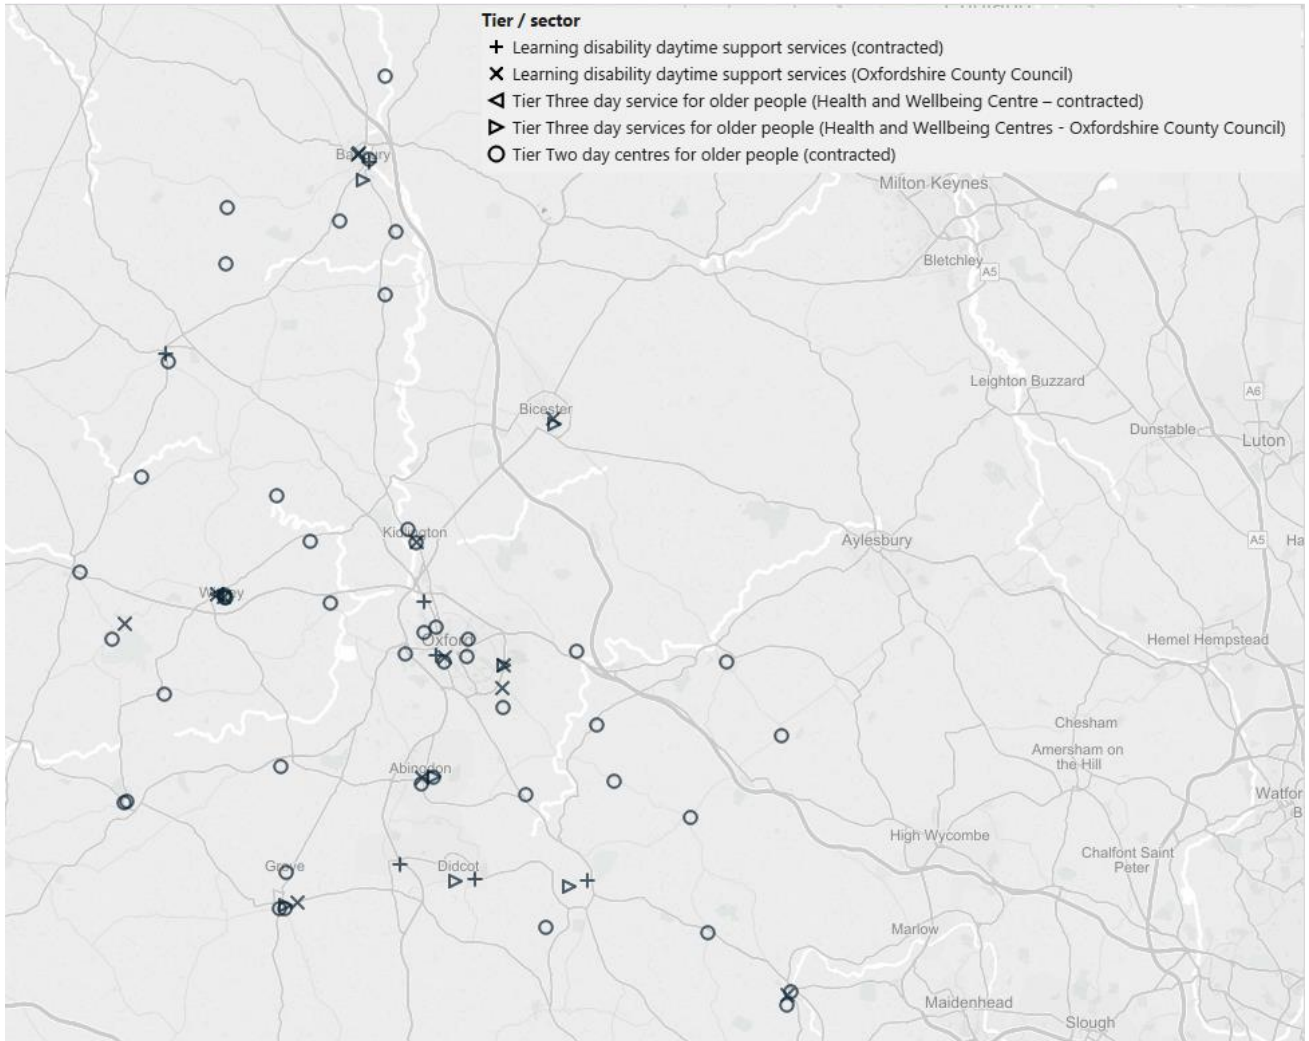 Tier / sector
Learning disability daytime support services (contracted)
Learning disability daytime support services (Oxfordshire County Council)
Tier Three day service for older people (Health and Wellbeing Centre – contracted)
Tier Three day services for older people (Health and Wellbeing Centres - Oxfordshire County Council)
Tier Two day centres for older people (contracted)
Banbury
Milton Keynes
Bletchley
A5
Leighton Buzzard
A6
Bicester
Dunstable
Luton
Kidlington
Aylesbury
A5
Ha
Witney
Oxford
Hemel Hempstead
Chesham
Amersham on
the Hill
Abingdon
Watfor
B
High Wycombe
Chalfont Saint
Peter
Grove
Didcot
Marlow
Maidenhead
Slough